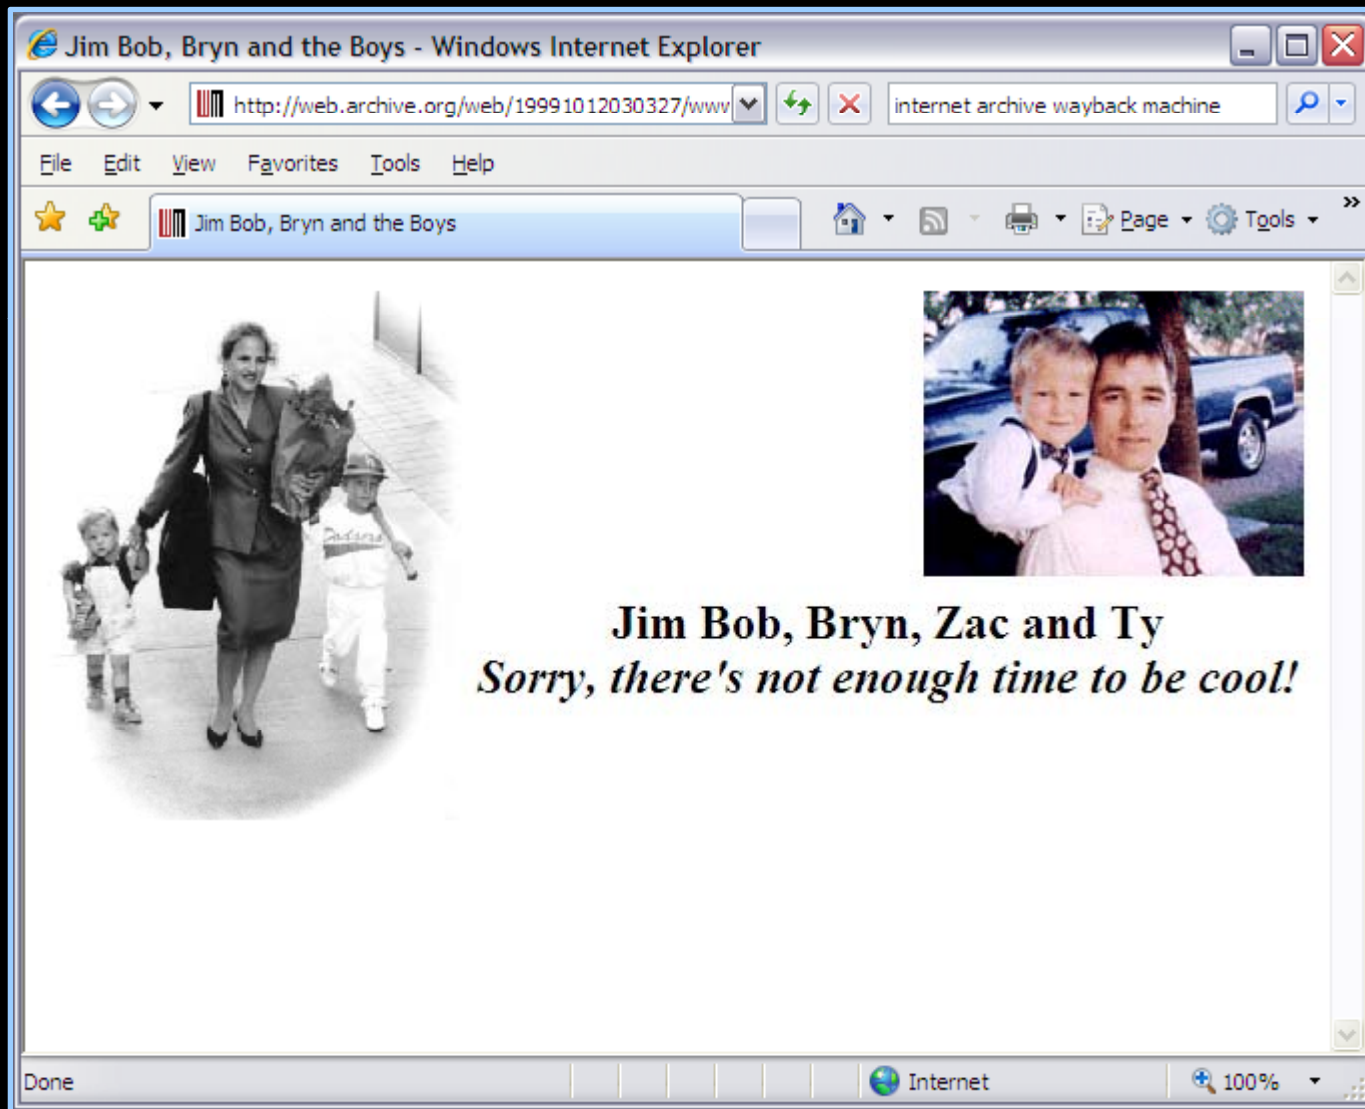 Jim Bob, Bryn and the Boys - Windows Internet Explorer
http://web.archive.org/web/19991012030327/www
internet archive wayback machine
File Edit View Favorites Tools Help
Jim Bob, Bryn and the Boys
Page Tools »
Dodgers
Jim Bob, Bryn, Zac and Ty
Sorry, there's not enough time to be cool!
Done
Internet
100%